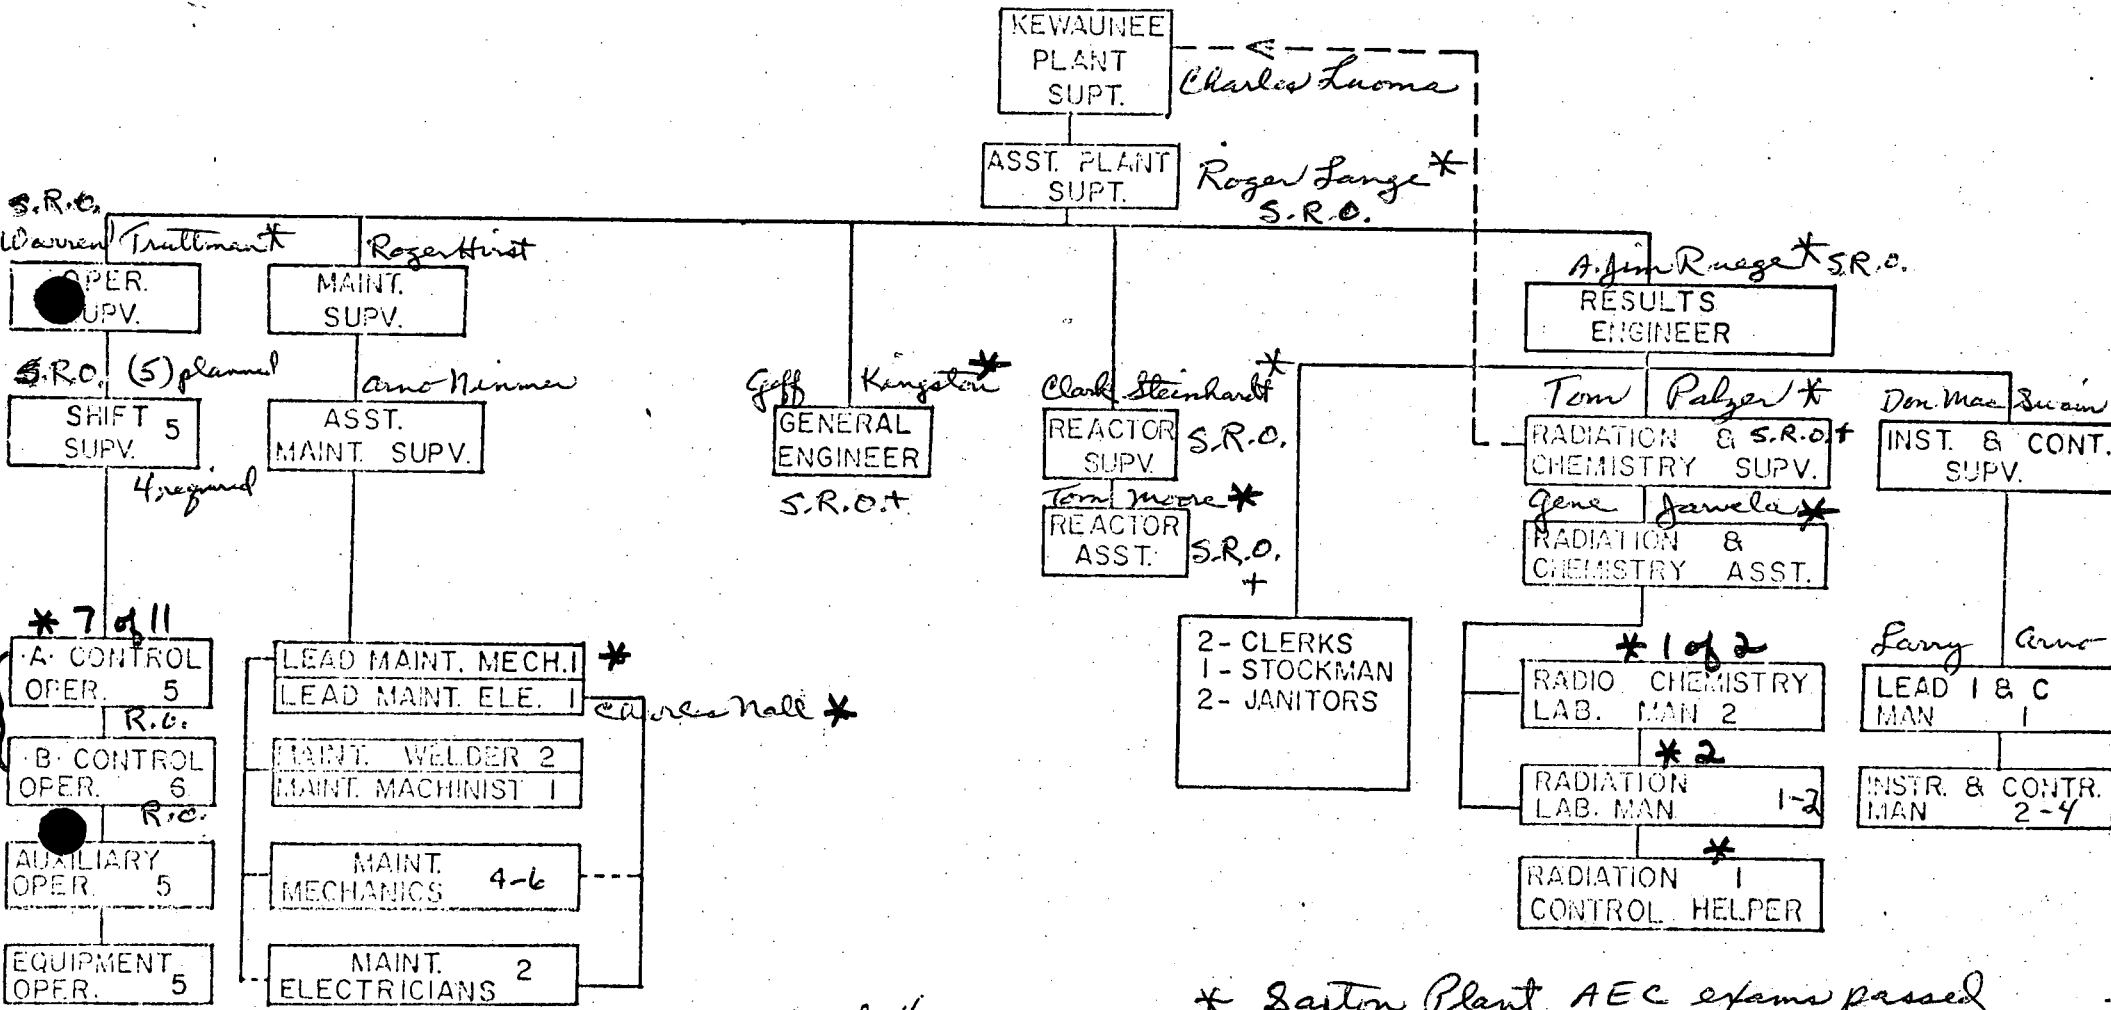 KEWAUNEE
PLANT
SUPT.
Charles Luoma
ASST. PLANT
SUPT.
Roger Lange *
S.R.O.
S.R.O.
Warren Truttman *
OPER.
SUPV.
Roger Hirst
MAINT.
SUPV.
A. Jim Ruege * S.R.O.
RESULTS
ENGINEER
S.R.O. (5) planned
SHIFT 5
SUPV.
4 required
Arno Ninmer
ASST.
MAINT. SUPV.
Geff Kingston *
GENERAL
ENGINEER
S.R.O.+
Clark Steinhardt *
REACTOR
SUPV.
S.R.O.
Tom Moore *
REACTOR
ASST.
S.R.O.
+
Tom Palzer *
RADIATION & S.R.O.+
CHEMISTRY SUPV.
Gene Jarvela *
RADIATION &
CHEMISTRY ASST.
Don Mac Swain
INST. & CONT.
SUPV.
* 7 of 11
"A" CONTROL
OPER. 5
R.O.
"B" CONTROL
OPER. 6
R.O.
AUXILIARY
OPER. 5
EQUIPMENT
OPER. 5
LEAD MAINT. MECH. 1 *
LEAD MAINT. ELE. 1
Charles Nall *
MAINT. WELDER 2
MAINT. MACHINIST 1
MAINT.
MECHANICS 4-6
MAINT. 2
ELECTRICIANS
2- CLERKS
1- STOCKMAN
2- JANITORS
* 1 of 2
RADIO CHEMISTRY
LAB. MAN 2
* 2
RADIATION
LAB. MAN 1-2
*
RADIATION 1
CONTROL HELPER
Larry Arno
LEAD I & C
MAN 1
INSTR. & CONTR.
MAN 2-4
* Saxton Plant AEC exams passed